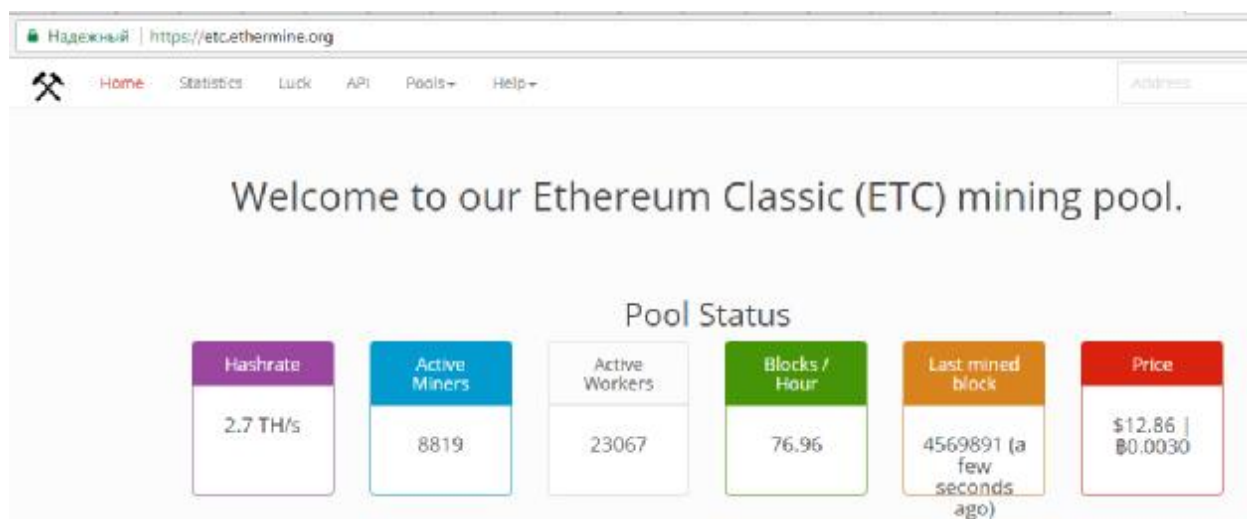 Надежный | https://etc.ethermine.org
Home Statistics Luck API Pools Help Address
Welcome to our Ethereum Classic (ETC) mining pool.
Pool Status
Hashrate
2.7 TH/s
Active
Miners
8819
Active
Workers
23067
Blocks /
Hour
76.96
Last mined
block
4569891 (a
few
seconds
ago)
Price
$12.86 |
฿0.0030